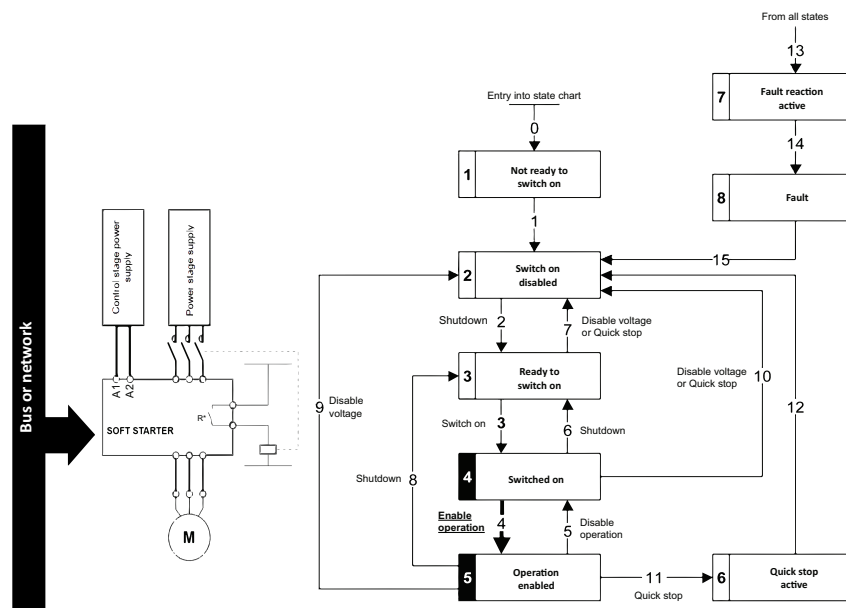 Bus or network
Control stage power
supply
Power stage supply
A1
A2
R*
SOFT STARTER
M
From all states
13
7
Fault reaction
active
14
8
Fault
15
Entry into state chart
0
1
Not ready to
switch on
1
2
Switch on
disabled
Shutdown
2
7
Disable voltage
or Quick stop
3
Ready to
switch on
Switch on
3
6
Shutdown
4
Switched on
Enable
operation
4
5
Disable
operation
5
Operation
enabled
9
Disable
voltage
Shutdown
8
Disable voltage
or Quick stop
10
12
11
Quick stop
6
Quick stop
active